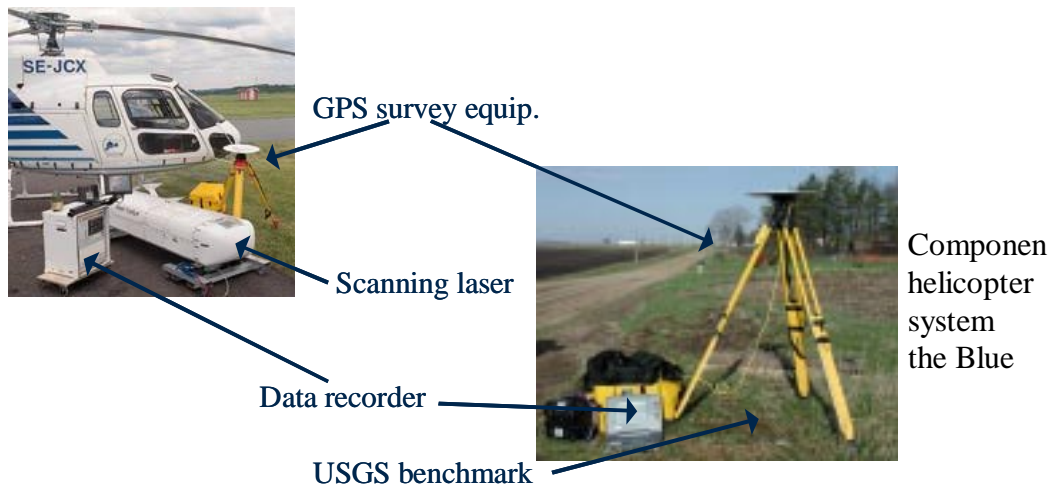 SE-JCX
GPS survey equip.
Scanning laser
Componen
helicopter
system
the Blue
Data recorder
USGS benchmark